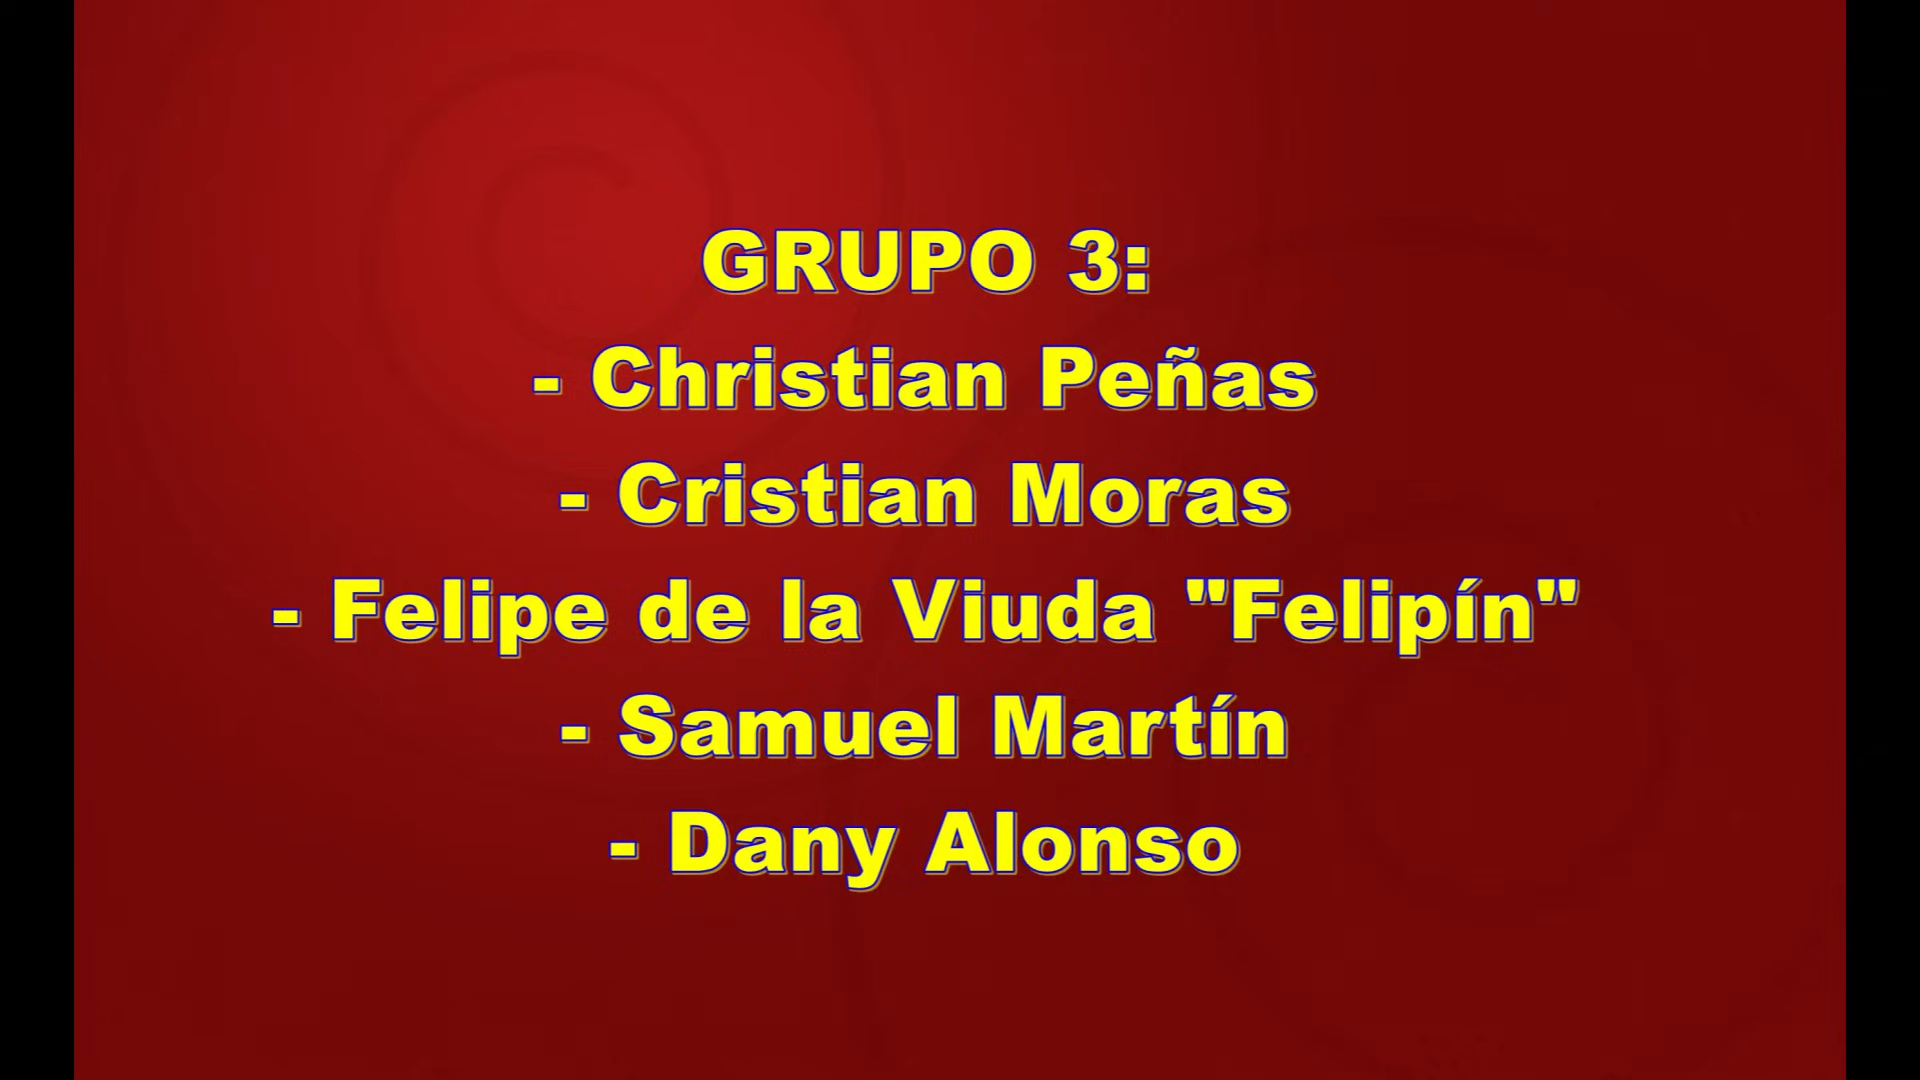 GRUPO 3:
- Christian Peñas
- Cristian Moras
- Felipe de la Viuda "Felipín"
- Samuel Martín
- Dany Alonso